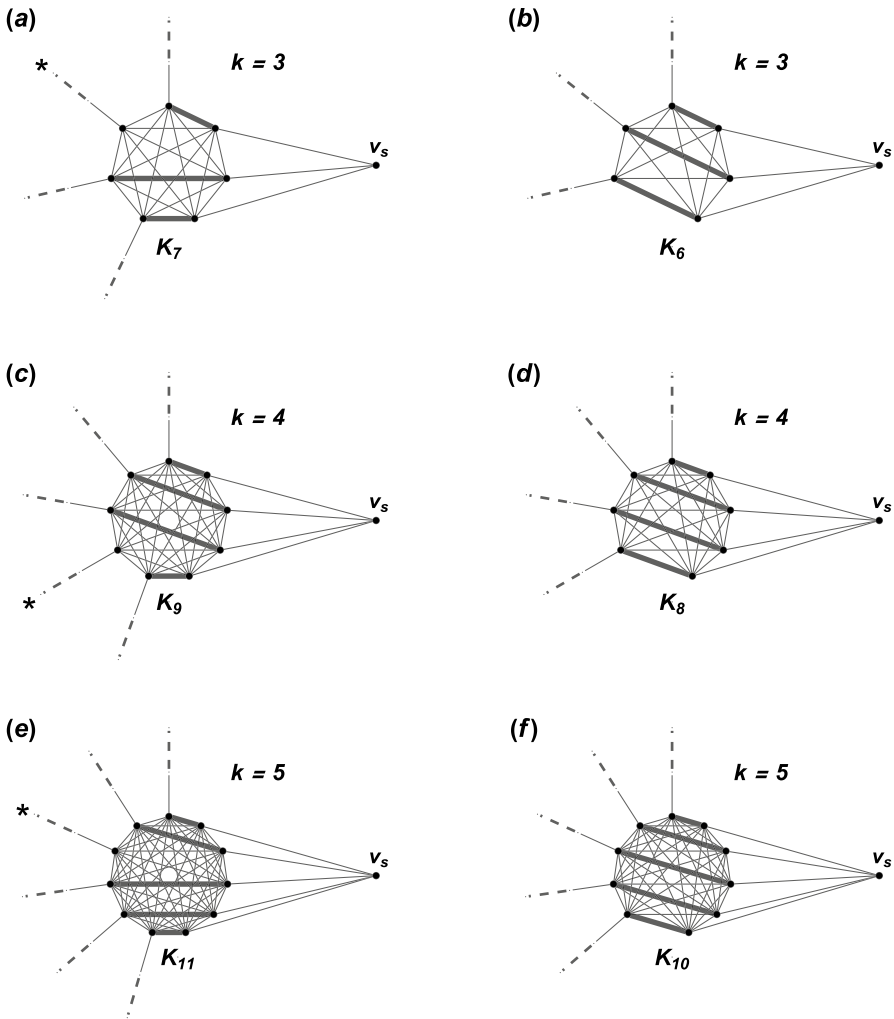 (a)
k = 3
*
v_s
K_7
(b)
k = 3
v_s
K_6
(c)
k = 4
v_s
*
K_9
(d)
k = 4
v_s
K_8
(e)
k = 5
*
v_s
K_11
(f)
k = 5
v_s
K_10